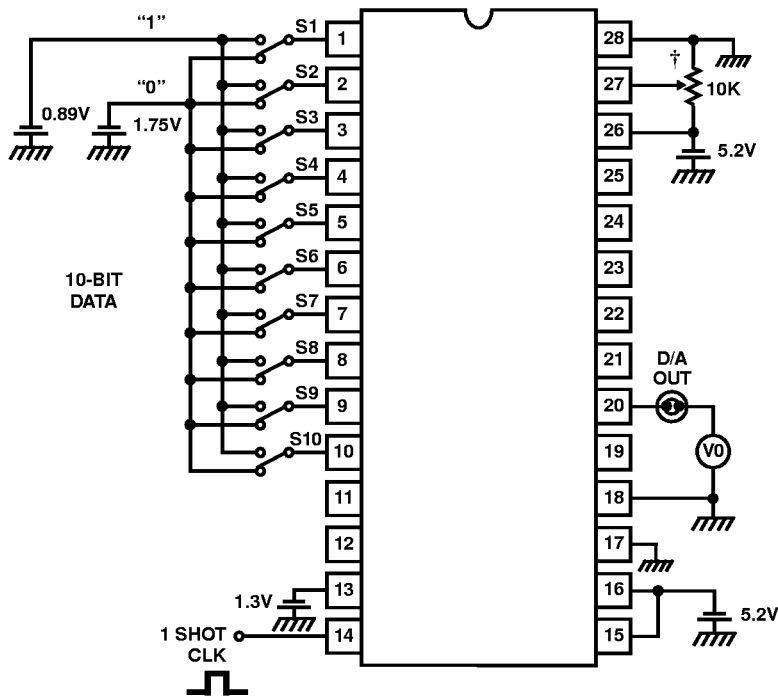 "1"
"0"
0.89V
1.75V
10-BIT
DATA
S1
S2
S3
S4
S5
S6
S7
S8
S9
S10
1
2
3
4
5
6
7
8
9
10
11
12
13
14
1.3V
1 SHOT
CLK
28
27
26
25
24
23
22
21
20
19
18
17
16
15
†
10K
5.2V
D/A
OUT
V0
5.2V